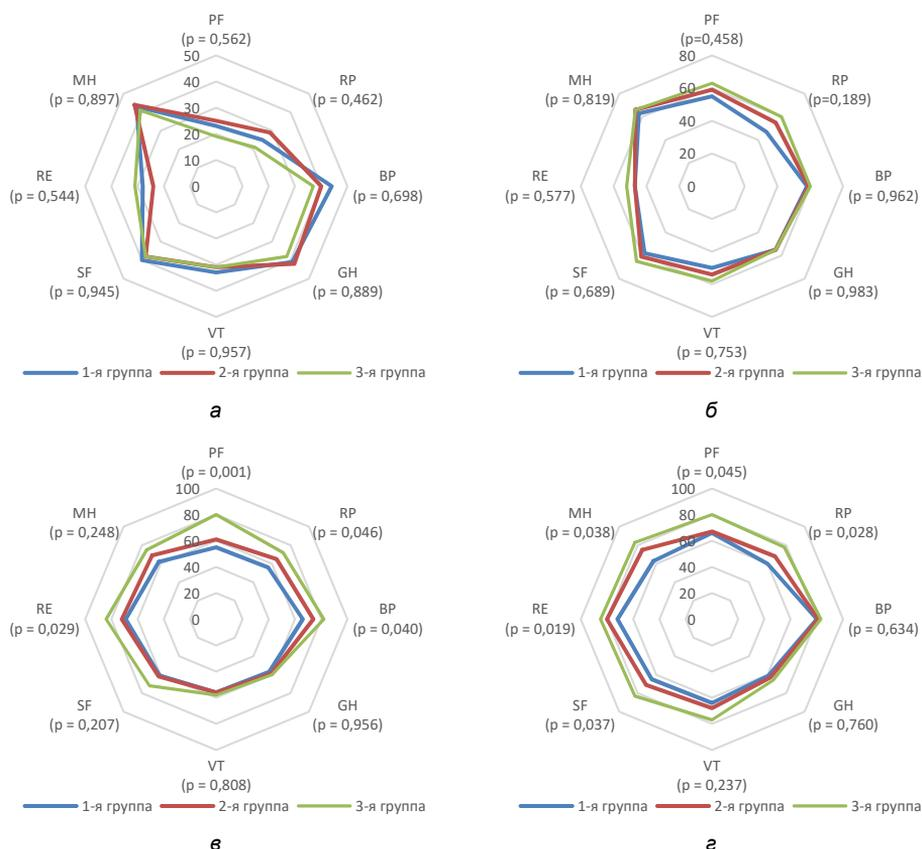 PF
(p = 0,562)
50
40
30
20
10
0
RP
(p = 0,462)
BP
(p = 0,698)
GH
(p = 0,889)
VT
(p = 0,957)
SF
(p = 0,945)
RE
(p = 0,544)
MH
(p = 0,897)
1-я группа 2-я группа 3-я группа
а
PF
(p=0,458)
80
60
40
20
0
RP
(p=0,189)
BP
(p = 0,962)
GH
(p = 0,983)
VT
(p = 0,753)
SF
(p = 0,689)
RE
(p = 0,577)
MH
(p = 0,819)
1-я группа 2-я группа 3-я группа
б
PF
(p = 0,001)
100
80
60
40
20
0
RP
(p = 0,046)
BP
(p = 0,040)
GH
(p = 0,956)
VT
(p = 0,808)
SF
(p = 0,207)
RE
(p = 0,029)
MH
(p = 0,248)
1-я группа 2-я группа 3-я группа
в
PF
(p = 0,045)
100
80
60
40
20
0
RP
(p = 0,028)
BP
(p = 0,634)
GH
(p = 0,760)
VT
(p = 0,237)
SF
(p = 0,037)
RE
(p = 0,019)
MH
(p = 0,038)
1-я группа 2-я группа 3-я группа
г